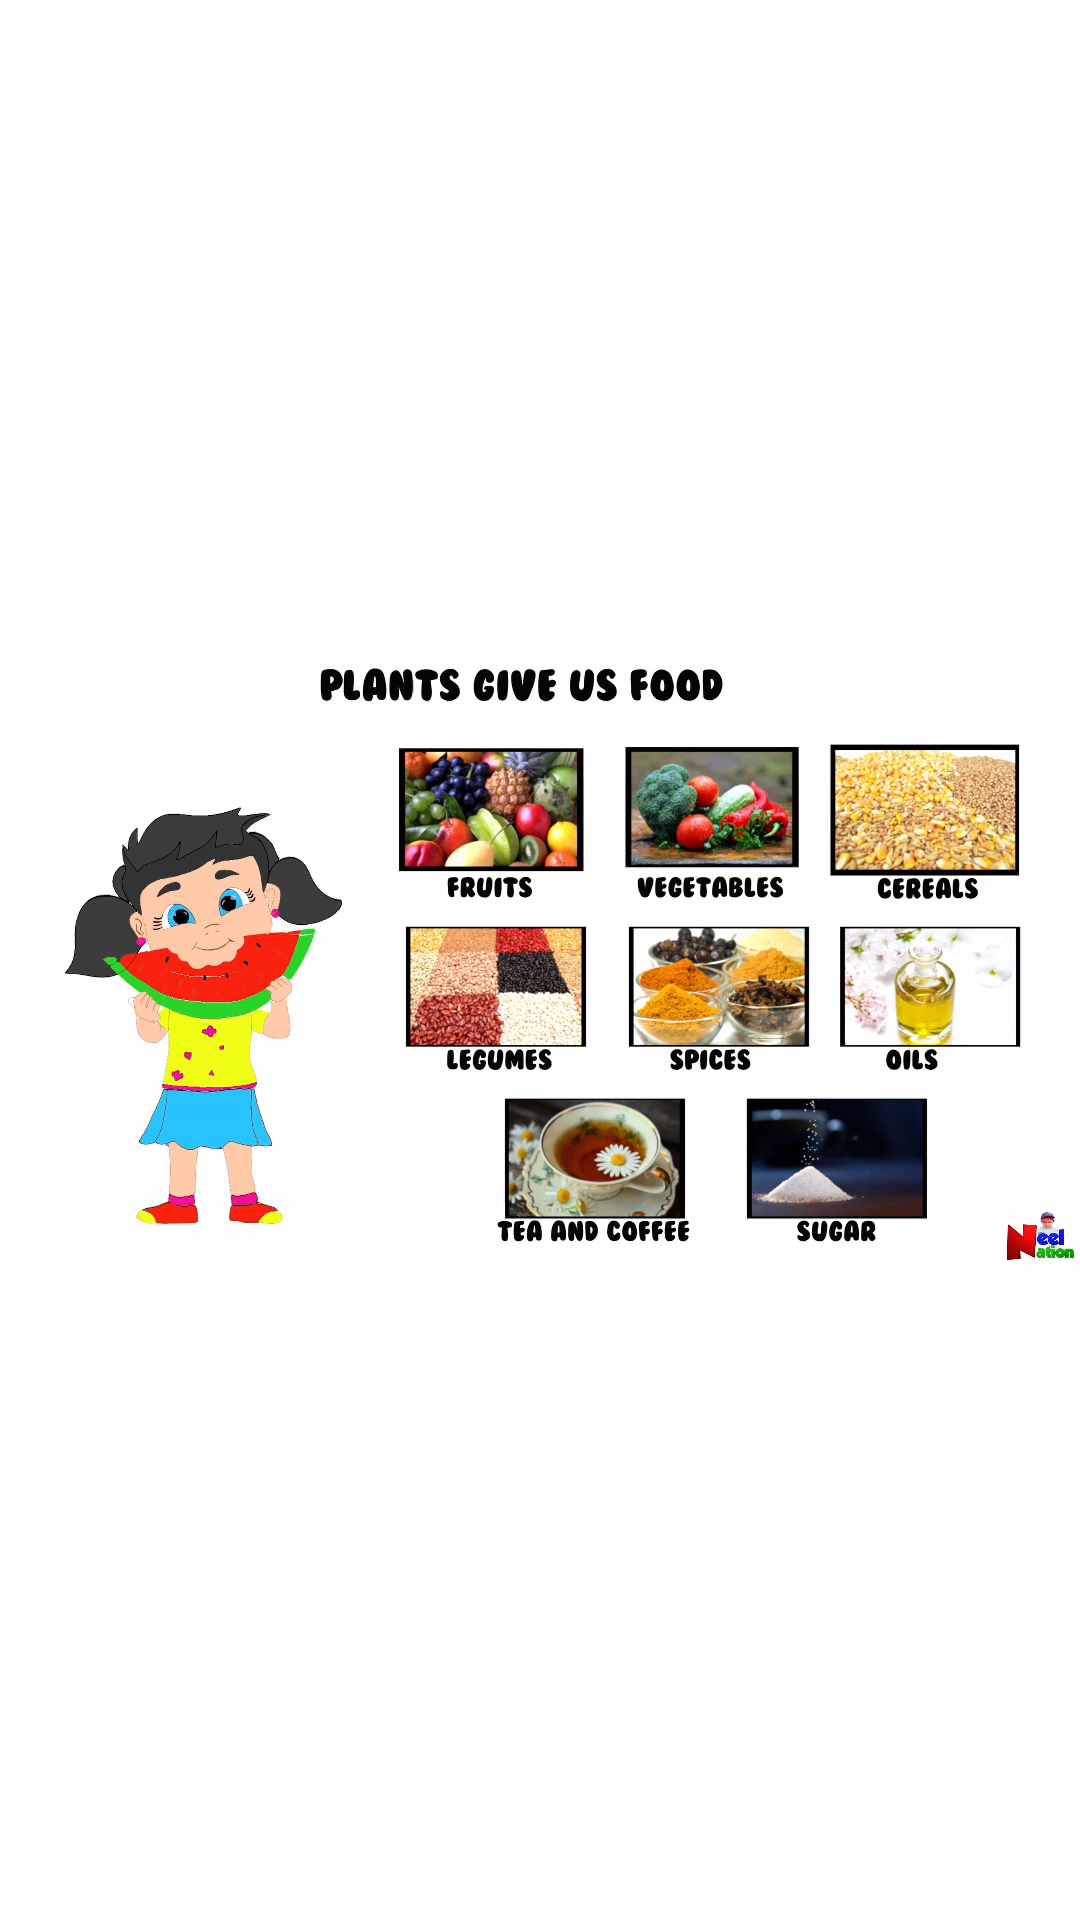 PLANTS GIVE US FOOD
FRUITS
VEGETABLES
CEREALS
LEGUMES
SPICES
OILS
TEA AND COFFEE
SUGAR
Neel
Nation